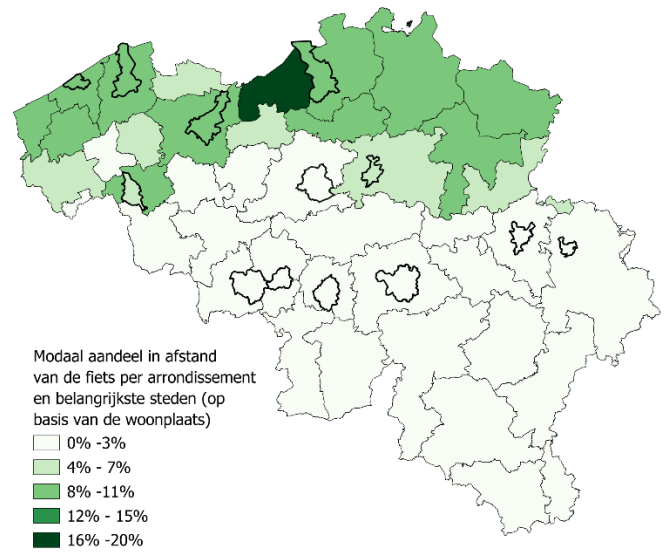 Modaal aandeel in afstand
van de fiets per arrondissement
en belangrijkste steden (op
basis van de woonplaats)
0% -3%
4% - 7%
8% -11%
12% - 15%
16% -20%